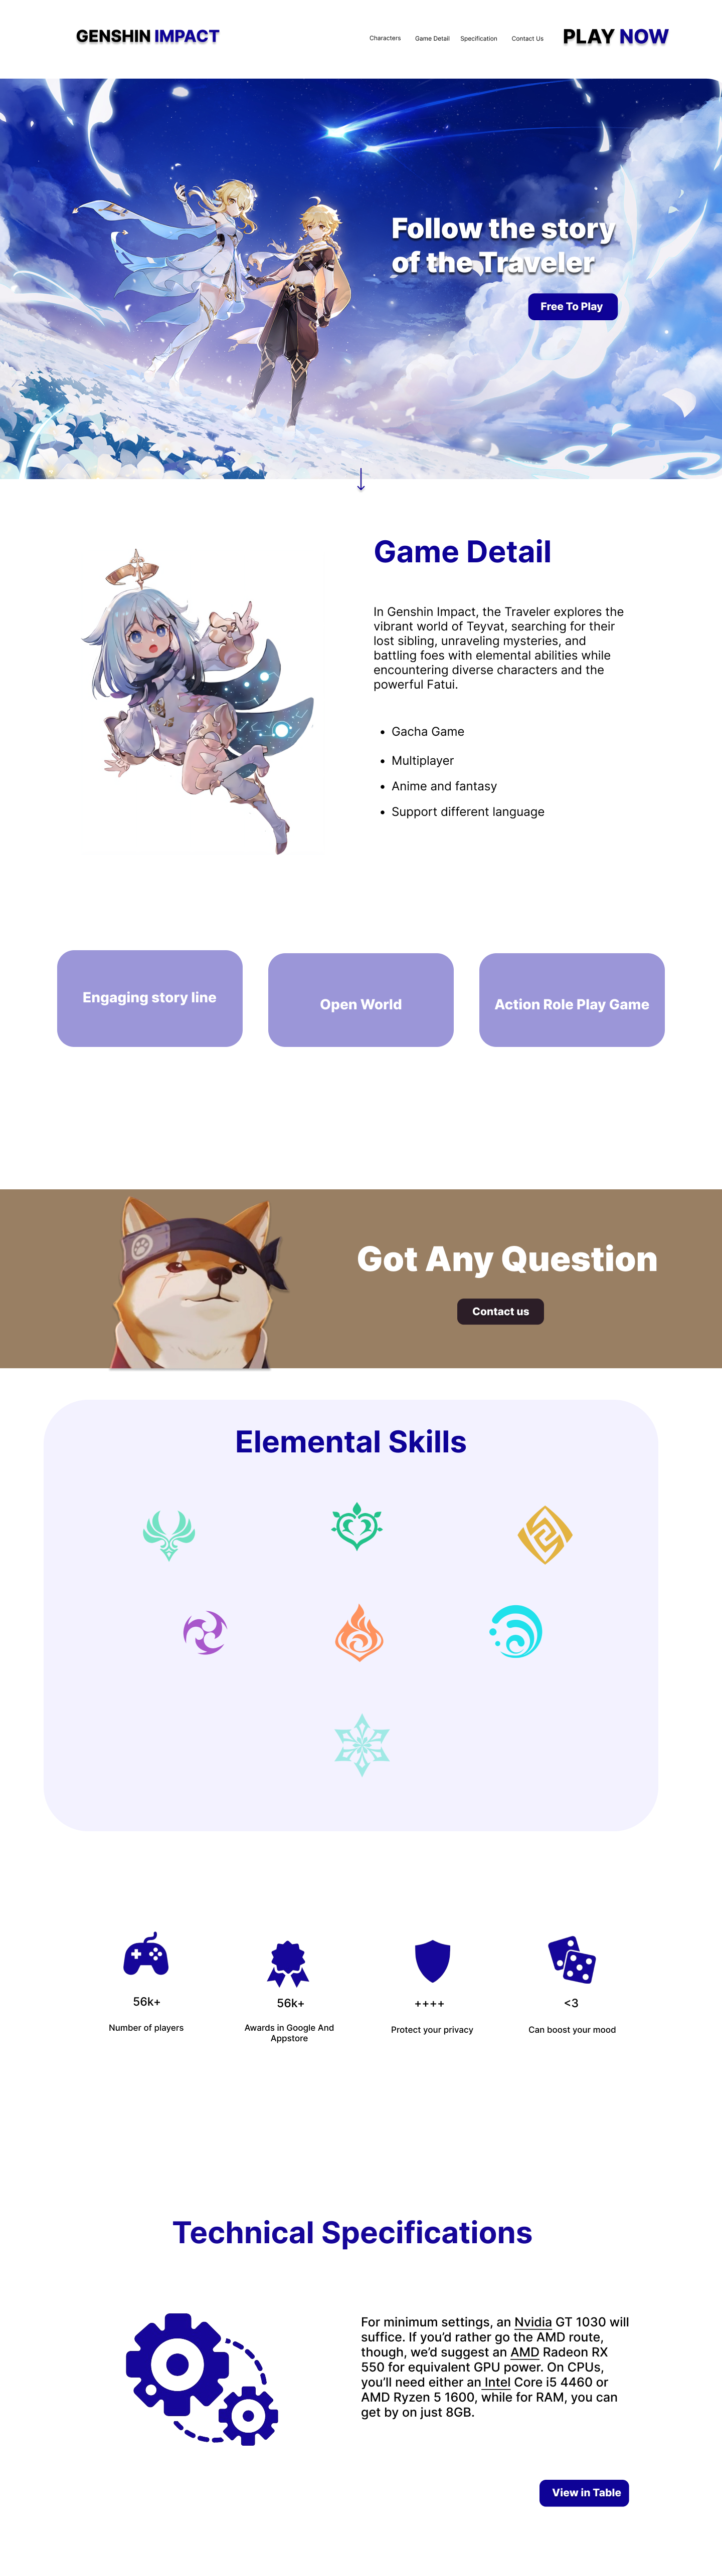 GENSHIN IMPACT
Characters
Game Detail
Specification
Contact Us
PLAY NOW
Follow the story
of the Traveler
Free To Play
Game Detail
In Genshin Impact, the Traveler explores the
vibrant world of Teyvat, searching for their
lost sibling, unraveling mysteries, and
battling foes with elemental abilities while
encountering diverse characters and the
powerful Fatui.
• Gacha Game
• Multiplayer
• Anime and fantasy
• Support different language
Engaging story line
Open World
Action Role Play Game
Got Any Question
Contact us
Elemental Skills
56k+
Number of players
56k+
Awards in Google And
Appstore
++++
Protect your privacy
<3
Can boost your mood
Technical Specifications
For minimum settings, an Nvidia GT 1030 will
suffice. If you’d rather go the AMD route,
though, we’d suggest an AMD Radeon RX
550 for equivalent GPU power. On CPUs,
you’ll need either an Intel Core i5 4460 or
AMD Ryzen 5 1600, while for RAM, you can
get by on just 8GB.
View in Table